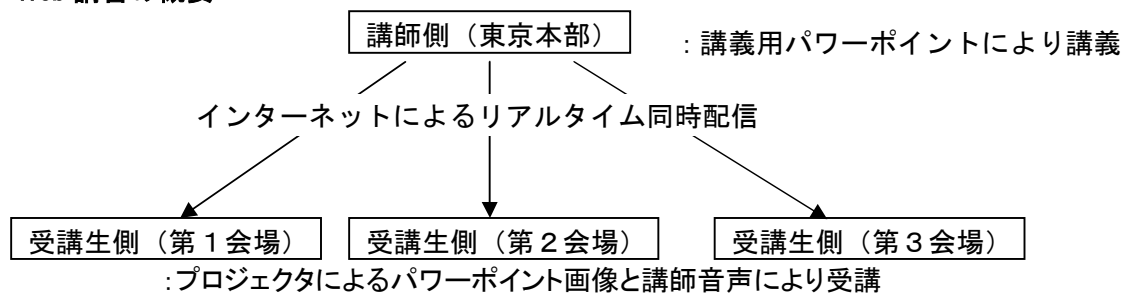 講師側（東京本部）　：講義用パワーポイントにより講義
インターネットによるリアルタイム同時配信
受講生側（第１会場）　受講生側（第２会場）　受講生側（第３会場）
：プロジェクタによるパワーポイント画像と講師音声により受講